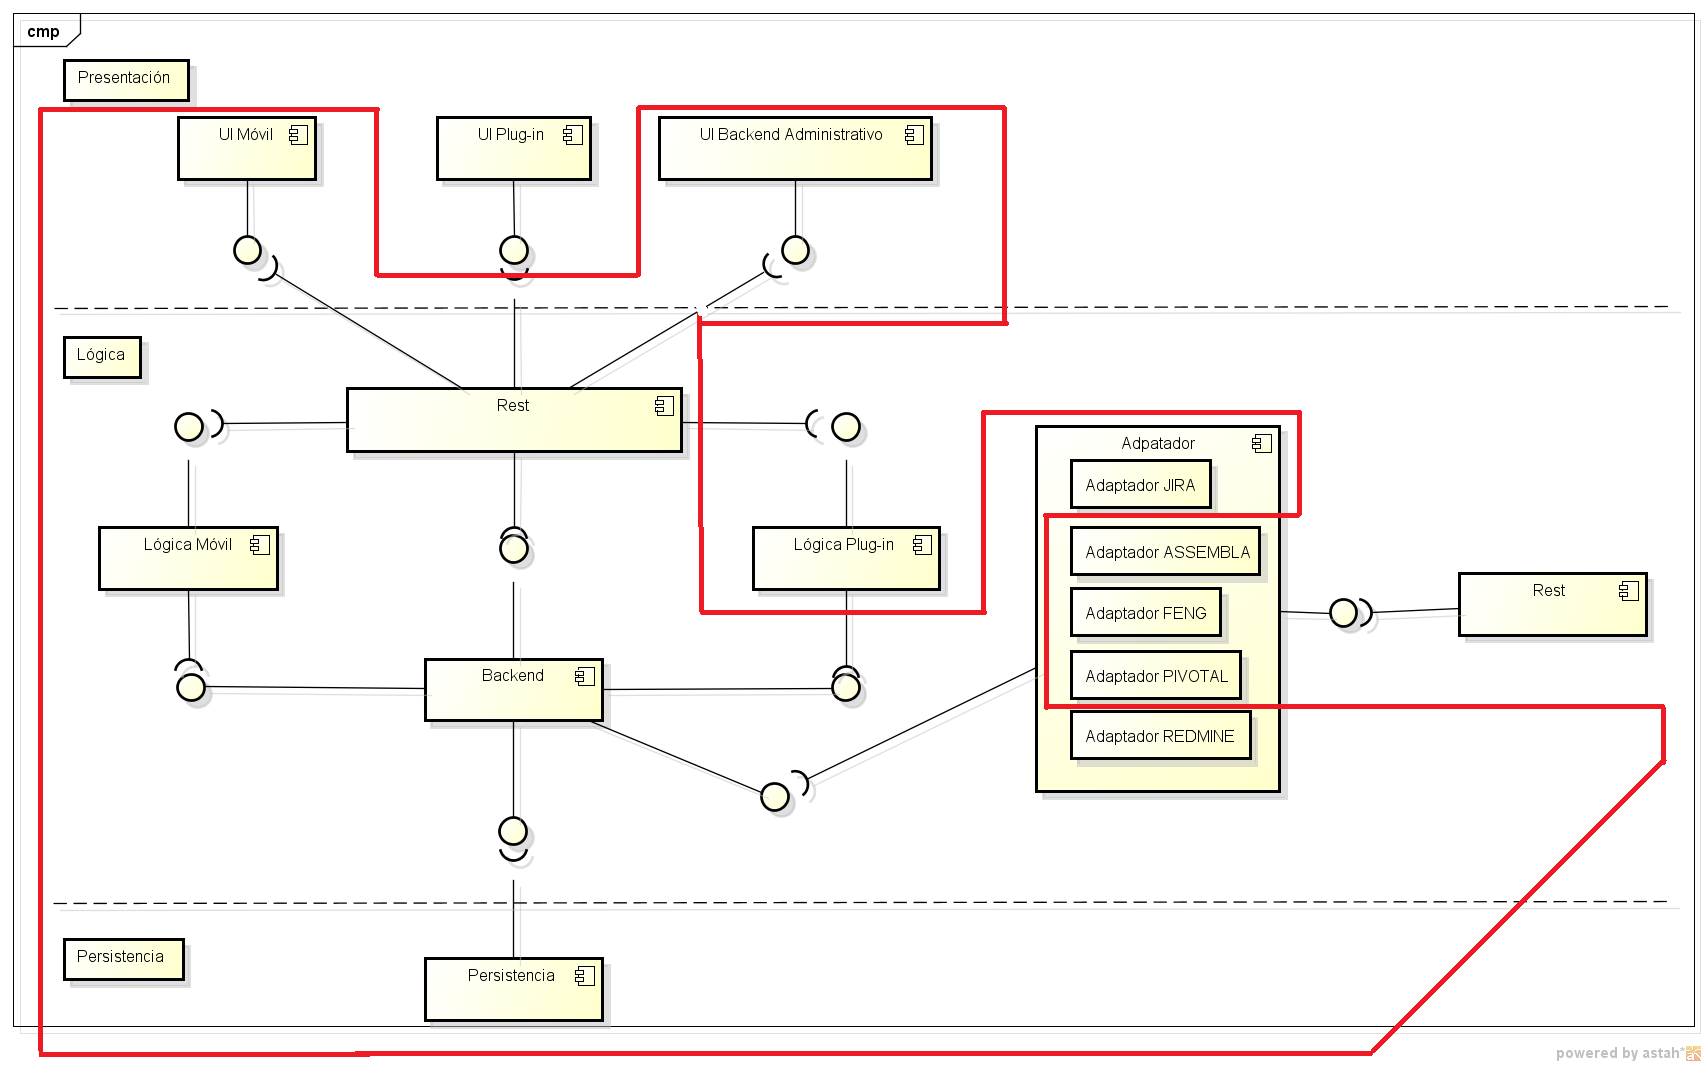 cmp
Presentación
UI Móvil
UI Plug-in
UI Backend Administrativo
Lógica
Rest
Adpatador
Adaptador JIRA
Lógica Móvil
Lógica Plug-in
Adaptador ASSEMBLA
Adaptador FENG
Rest
Backend
Adaptador PIVOTAL
Adaptador REDMINE
Persistencia
Persistencia
powered by astah*